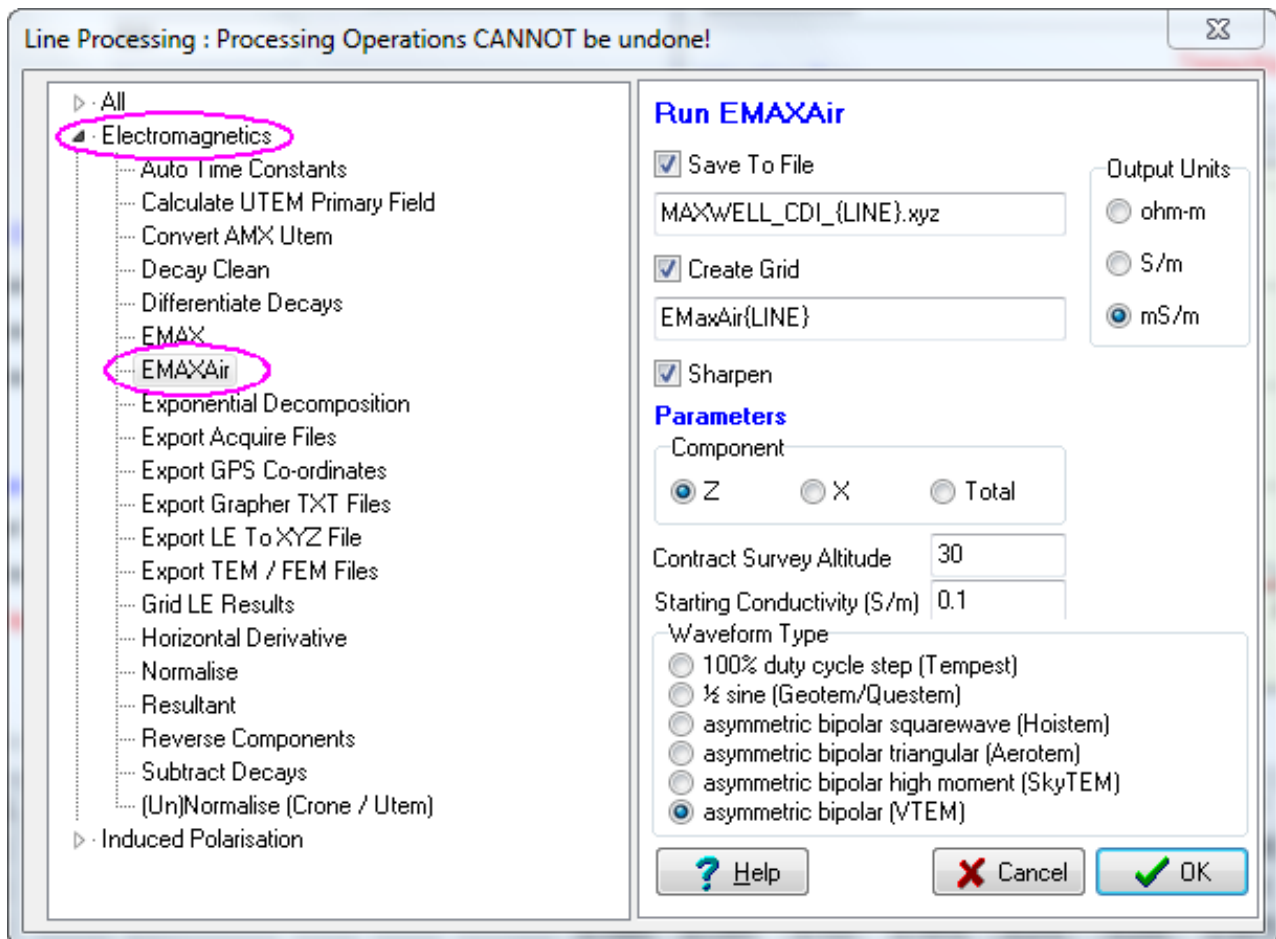 Line Processing : Processing Operations CANNOT be undone!
All
Electromagnetics
Auto Time Constants
Calculate UTEM Primary Field
Convert AMX Utem
Decay Clean
Differentiate Decays
EMAX
EMAXAir
Exponential Decomposition
Export Acquire Files
Export GPS Co-ordinates
Export Grapher TXT Files
Export LE To XYZ File
Export TEM / FEM Files
Grid LE Results
Horizontal Derivative
Normalise
Resultant
Reverse Components
Subtract Decays
(Un)Normalise (Crone / Utem)
Induced Polarisation
Run EMAXAir
Save To File
MAXWELL_CDI_{LINE}.xyz
Create Grid
EMaxAir{LINE}
Sharpen
Output Units
ohm-m
S/m
mS/m
Parameters
Component
Z X Total
Contract Survey Altitude 30
Starting Conductivity (S/m) 0.1
Waveform Type
100% duty cycle step (Tempest)
½ sine (Geotem/Questem)
asymmetric bipolar squarewave (Hoistem)
asymmetric bipolar triangular (Aerotem)
asymmetric bipolar high moment (SkyTEM)
asymmetric bipolar (VTEM)
? Help Cancel OK